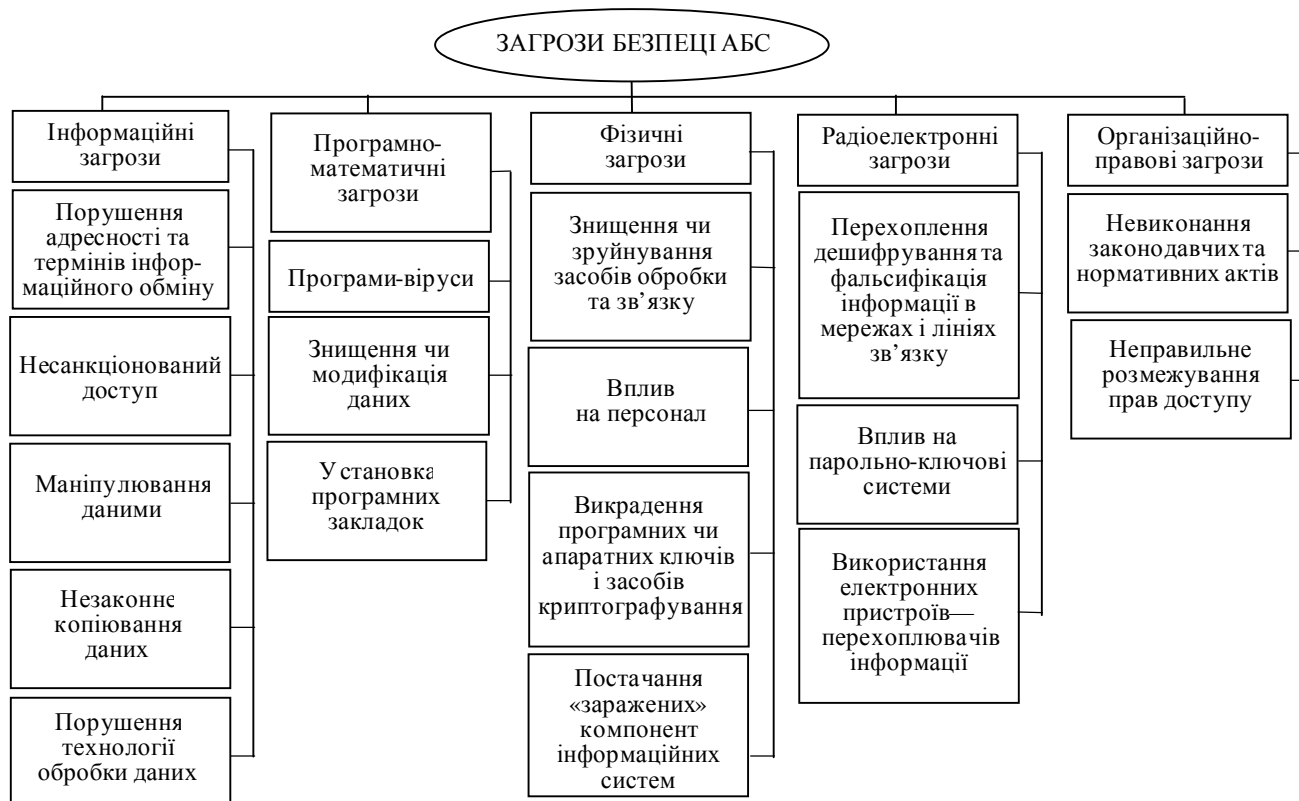 ЗАГРОЗИ БЕЗПЕЦІ АБС
Інформаційні
загрози
Порушення
адресності та
термінів інфор-
маційного обміну
Несанкціонований
доступ
Маніпулювання
даними
Незаконне
копіювання
даних
Порушення
технології
обробки даних
Програмно-
математичні
загрози
Програми-віруси
Знищення чи
модифікація
даних
Установка
програмних
закладок
Фізичні
загрози
Знищення чи
зруйнування
засобів обробки
та зв’язку
Вплив
на персонал
Викрадення
програмних чи
апаратних ключів
і засобів
криптографування
Постачання
«заражених»
компонент
інформаційних
систем
Радіоелектронні
загрози
Перехоплення
дешифрування та
фальсифікація
інформації в
мережах і лініях
зв’язку
Вплив на
парольно-ключові
системи
Використання
електронних
пристроїв—
перехоплювачів
інформації
Організаційно-
правові загрози
Невиконання
законодавчих та
нормативних актів
Неправильне
розмежування
прав доступу